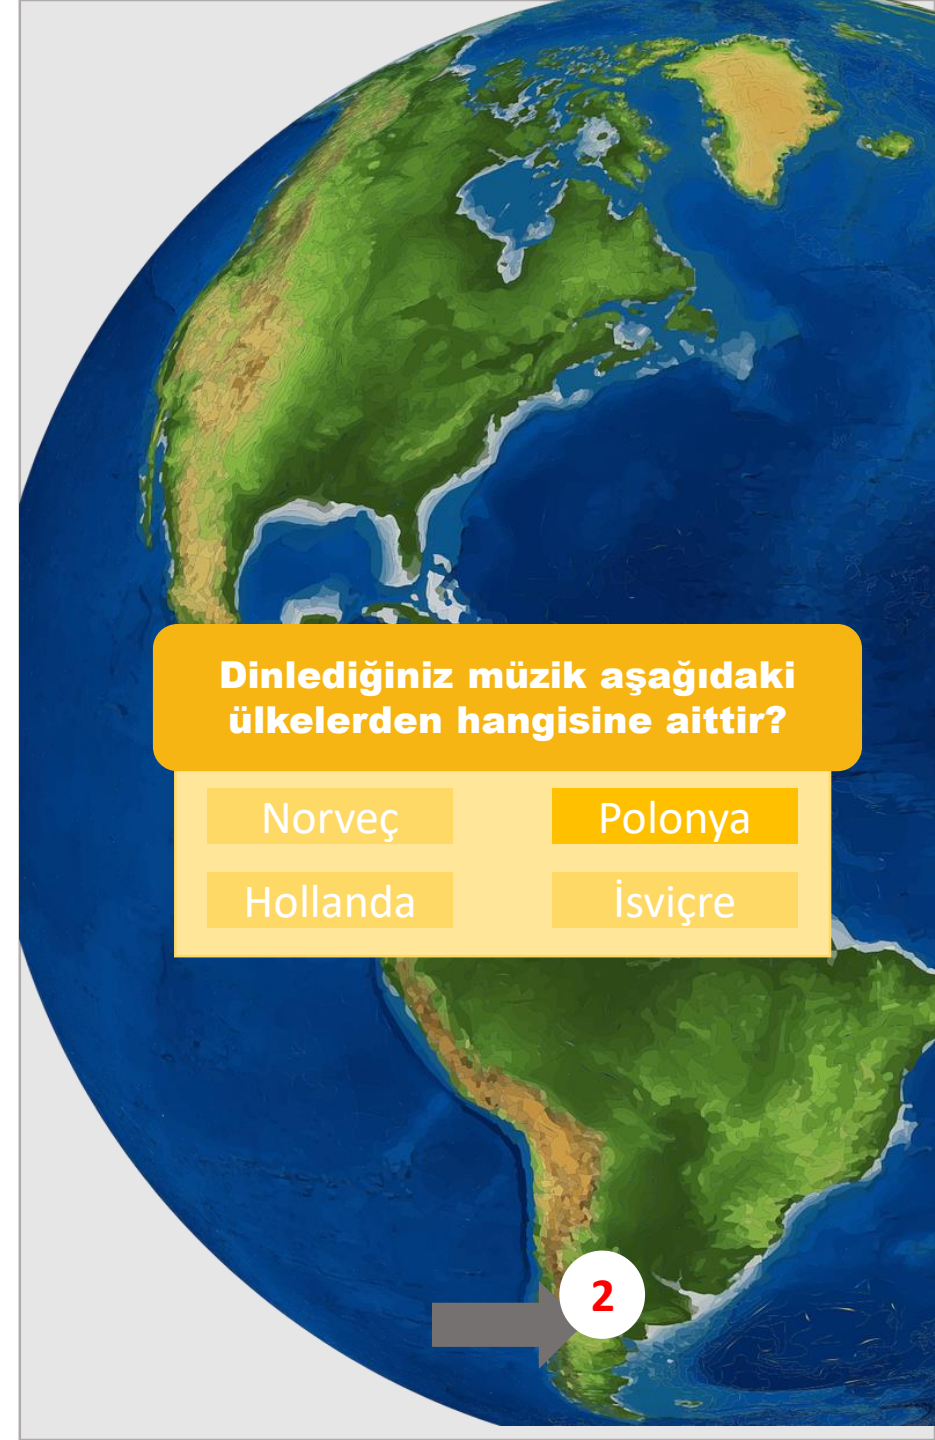 Dinlediğiniz müzik aşağıdaki
ülkelerden hangisine aittir?
Norveç
Polonya
Hollanda
İsviçre
2